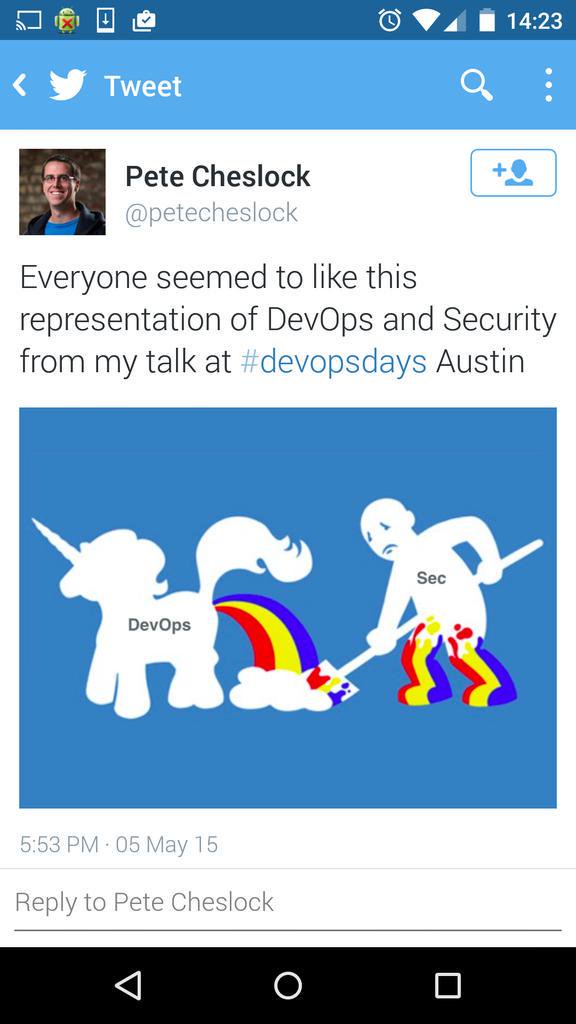 14:23
Tweet
Pete Cheslock
@petecheslock
Everyone seemed to like this
representation of DevOps and Security
from my talk at #devopsdays Austin
Sec
DevOps
5:53 PM · 05 May 15
Reply to Pete Cheslock